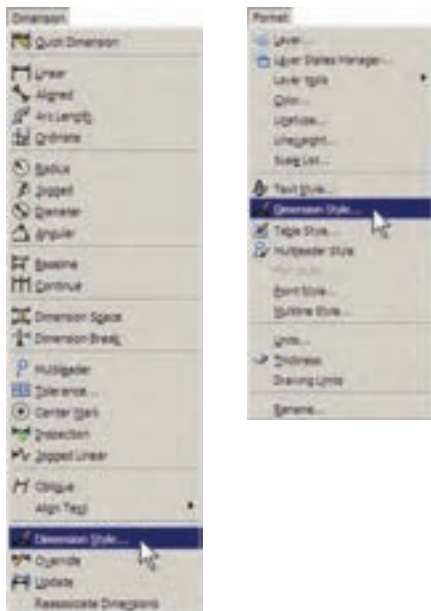 Dimension
Quick Dimension
Linear
Aligned
Arc Length
Ordinate
Radius
Jogged
Diameter
Angular
Baseline
Continue
Dimension Space
Dimension Break
Multileader
Tolerance...
Center Mark
Inspection
Jogged Linear
Oblique
Align Text
Dimension Style...
Override
Update
Reassociate Dimensions
Format
Layer...
Layer States Manager...
Layer tools
Color...
Linetype...
Lineweight...
Scale List...
Text Style...
Dimension Style...
Table Style...
Multileader Style
Point Style...
Multiline Style...
Units...
Thickness
Drawing Limits
Rename...